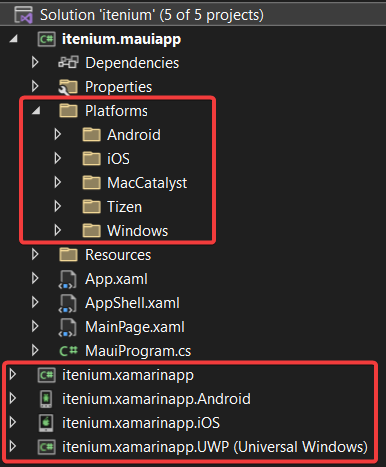 Solution 'itenium' (5 of 5 projects)
C# itenium.mauiapp
Dependencies
Properties
Platforms
Android
iOS
MacCatalyst
Tizen
Windows
Resources
App.xaml
AppShell.xaml
MainPage.xaml
C# MauiProgram.cs
C# itenium.xamarinapp
itenium.xamarinapp.Android
itenium.xamarinapp.iOS
C# itenium.xamarinapp.UWP (Universal Windows)